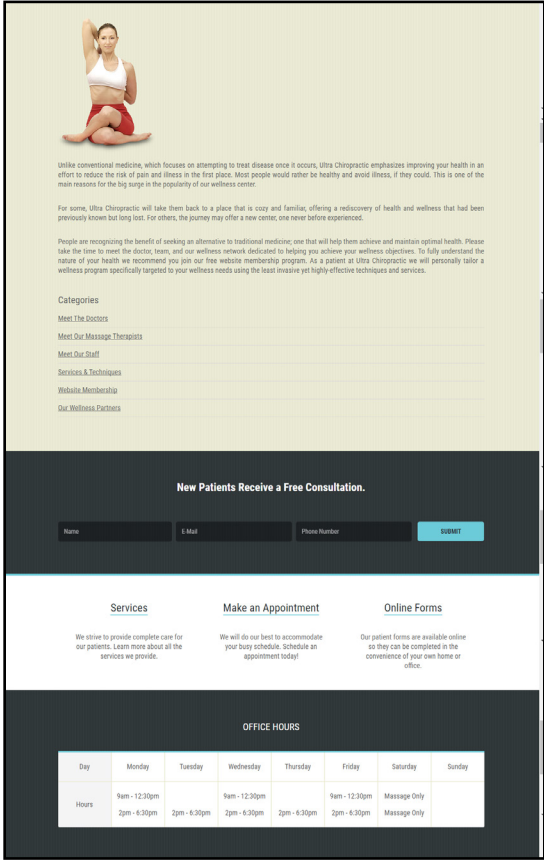 Unlike conventional medicine, which focuses on attempting to treat disease once it occurs, Ultra Chiropractic emphasizes improving your health in an
effort to reduce the risk of pain and illness in the first place. Most people would rather be healthy and avoid illness, if they could. This is one of the
main reasons for the big surge in the popularity of our wellness center.
For some, Ultra Chiropractic will take them back to a place that is cozy and familiar, offering a rediscovery of health and wellness that had been
previously known but long lost. For others, the journey may offer a new center, one never before experienced.
People are recognizing the benefit of seeking an alternative to traditional medicine; one that will help them achieve and maintain optimal health. Please
take the time to meet the doctor, team, and our wellness network dedicated to helping you achieve your wellness objectives. To fully understand the
nature of your health we recommend you join our free website membership program. As a patient at Ultra Chiropractic we will personally tailor a
wellness program specifically targeted to your wellness needs using the least invasive yet highly-effective techniques and services.
Categories
Meet The Doctors
Meet Our Massage Therapists
Meet Our Staff
Services & Techniques
Website Membership
Our Wellness Partners
New Patients Receive a Free Consultation.
Name E-Mail Phone Number SUBMIT
Services
We strive to provide complete care for
our patients. Learn more about all the
services we provide.
Make an Appointment
We will do our best to accommodate
your busy schedule. Schedule an
appointment today!
Online Forms
Our patient forms are available online
so they can be completed in the
convenience of your own home or
office.
OFFICE HOURS
Day Monday Tuesday Wednesday Thursday Friday Saturday Sunday
9am - 12:30pm 9am - 12:30pm 9am - 12:30pm Massage Only
Hours
2pm - 6:30pm 2pm - 6:30pm 2pm - 6:30pm 2pm - 6:30pm 2pm - 6:30pm Massage Only